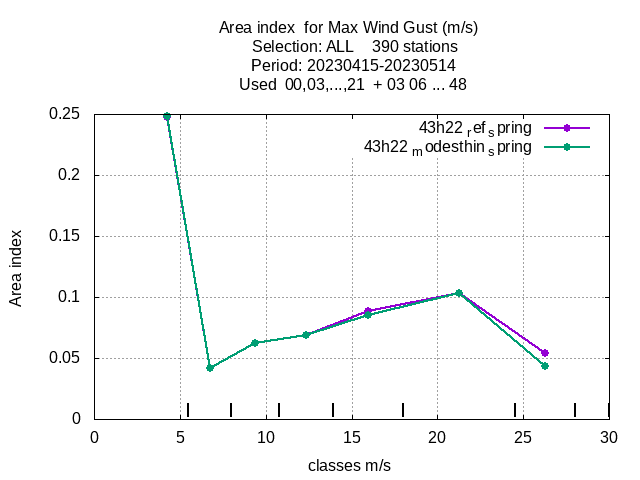 Area index  for Max Wind Gust (m/s)
Selection: ALL    390 stations
Period: 20230415-20230514
Used  00,03,...,21  + 03 06 ... 48
43h22 ref spring
43h22 modesthin spring
0.25
0.2
0.15
0.1
0.05
0
Area index
0 5 10 15 20 25 30
classes m/s